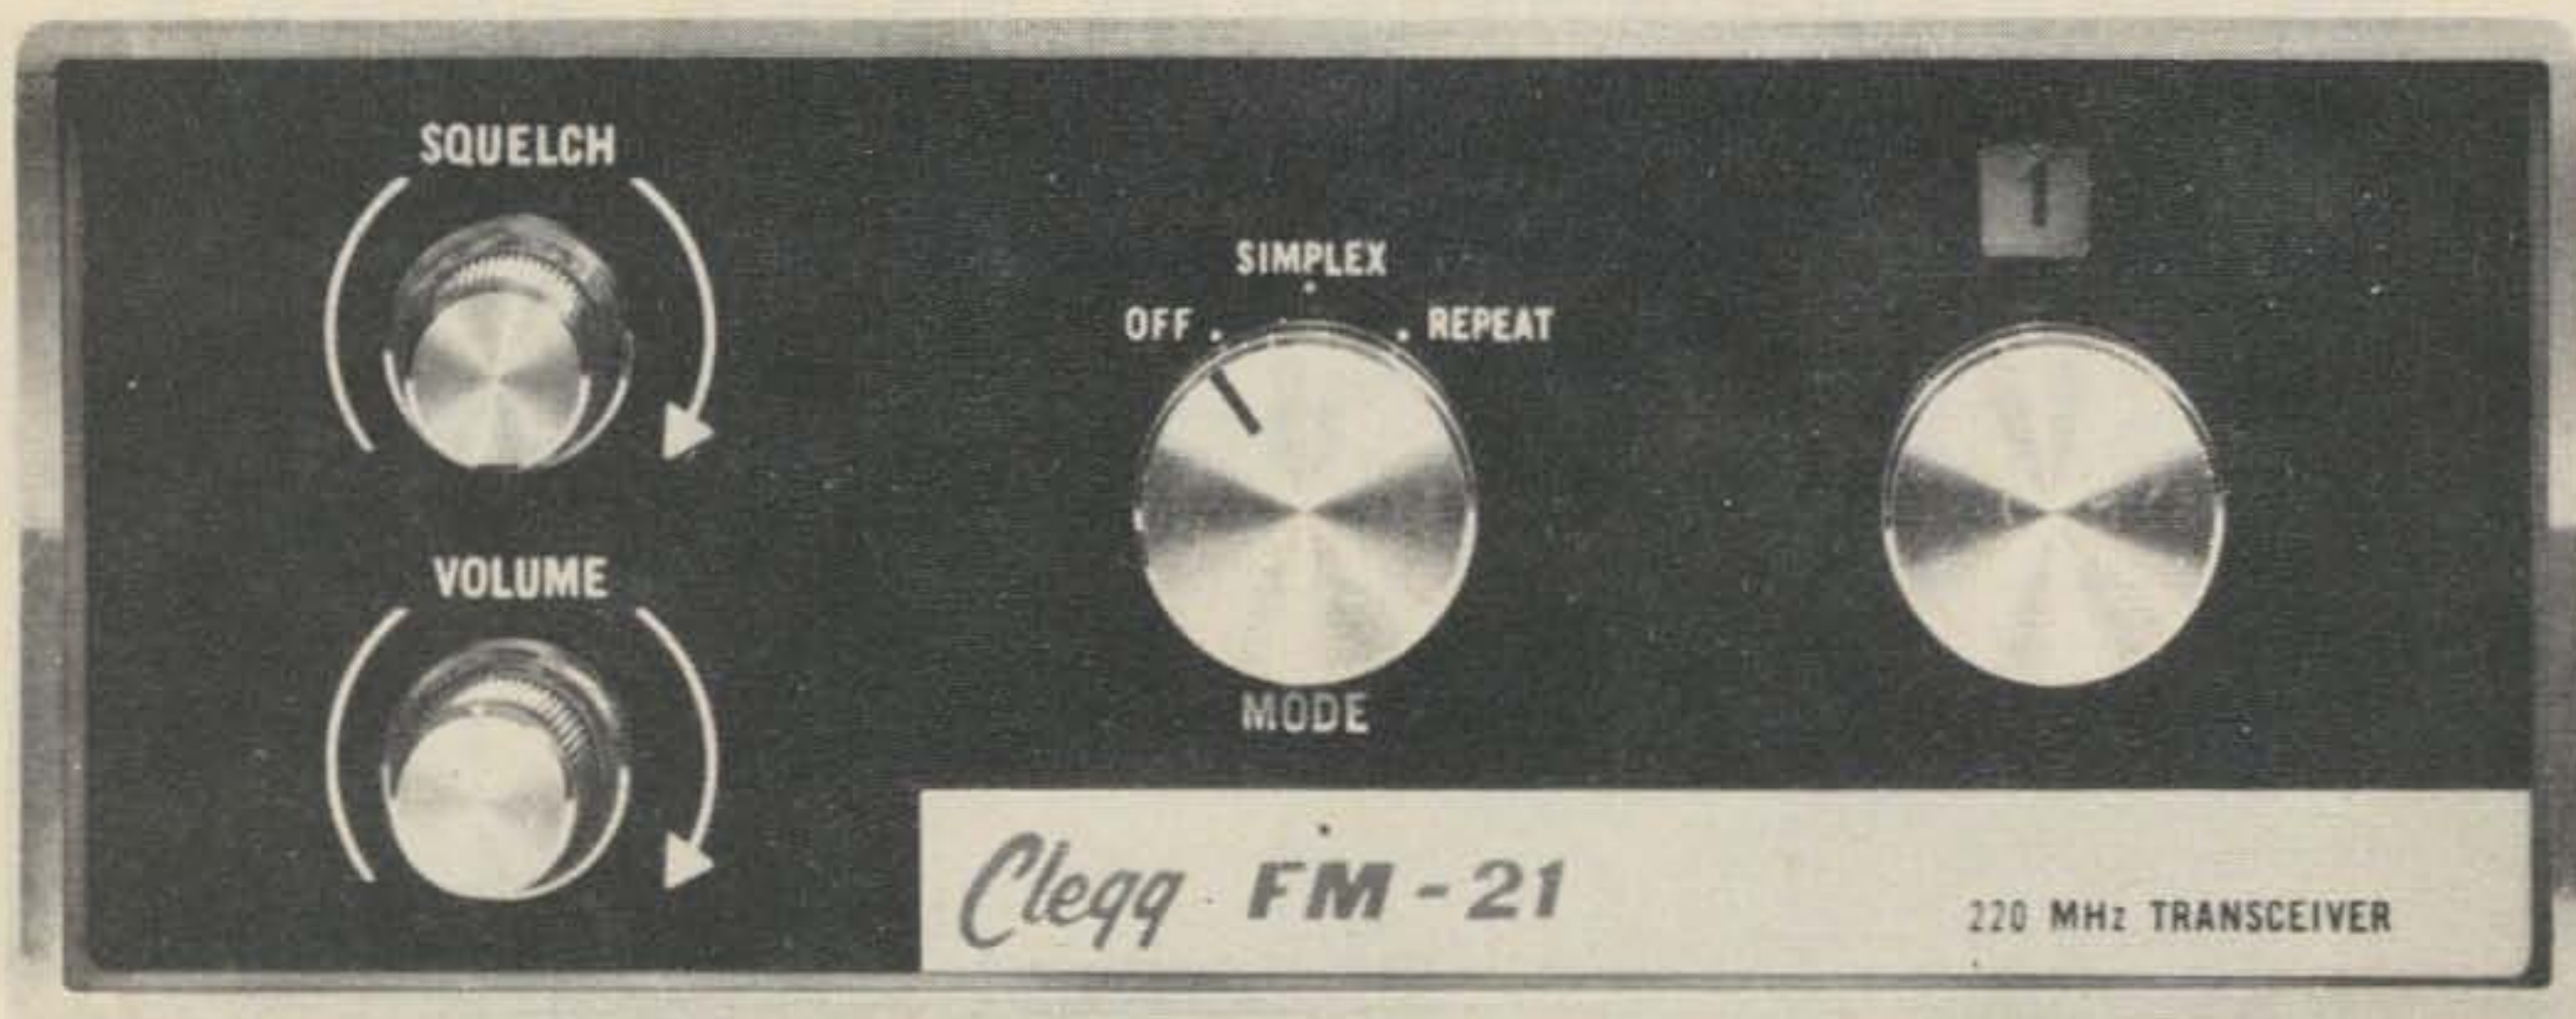 SQUELCH
1
SIMPLEX
OFF
REPEAT
VOLUME
MODE
Clegg FM-21
220 MHz TRANSCEIVER